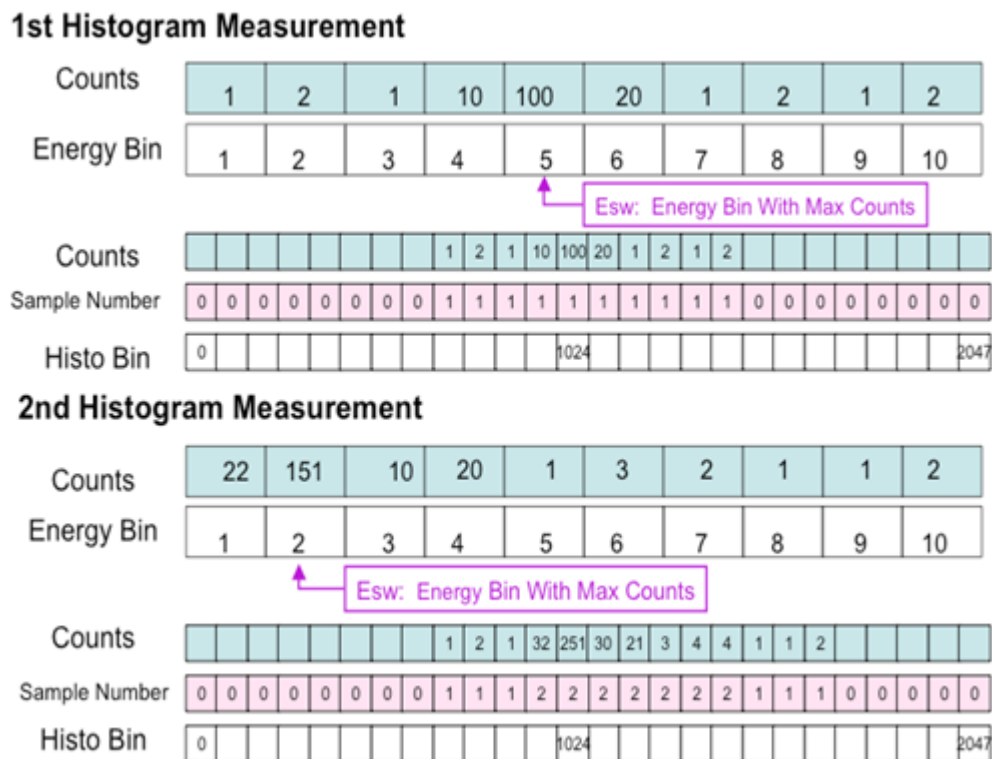 1st Histogram Measurement
Counts 1 2 1 10 100 20 1 2 1 2
Energy Bin 1 2 3 4 5 6 7 8 9 10
Esw: Energy Bin With Max Counts
Counts 1 2 1 10 100 20 1 2 1 2
Sample Number 0 0 0 0 0 0 0 0 1 1 1 1 1 1 1 1 1 1 0 0 0 0 0 0 0 0
Histo Bin 0 1024 2047
2nd Histogram Measurement
Counts 22 151 10 20 1 3 2 1 1 2
Energy Bin 1 2 3 4 5 6 7 8 9 10
Esw: Energy Bin With Max Counts
Counts 1 2 1 32 251 30 21 3 4 4 1 1 2
Sample Number 0 0 0 0 0 0 0 0 1 1 1 2 2 2 2 2 2 2 1 1 1 0 0 0 0 0
Histo Bin 0 1024 2047